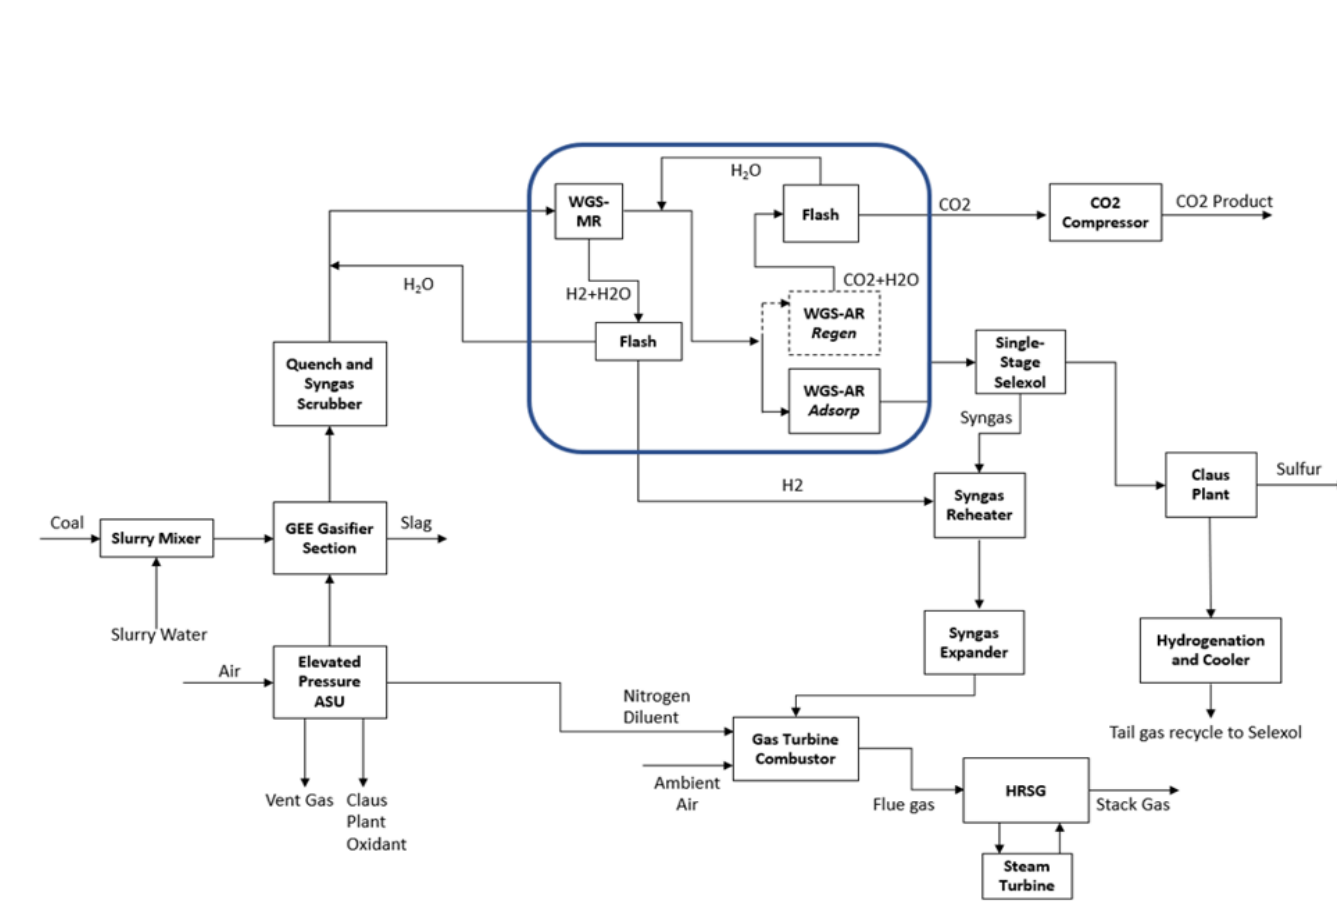 H₂O
WGS-
MR
Flash
CO2
CO2
Compressor
CO2 Product
H₂O
H2+H2O
CO2+H2O
WGS-AR
Regen
Flash
Single-
Stage
Selexol
Quench and
Syngas
Scrubber
WGS-AR
Adsorp
Syngas
H2
Syngas
Reheater
Claus
Plant
Sulfur
Coal
Slurry Mixer
GEE Gasifier
Section
Slag
Slurry Water
Syngas
Expander
Hydrogenation
and Cooler
Air
Elevated
Pressure
ASU
Nitrogen
Diluent
Gas Turbine
Combustor
Tail gas recycle to Selexol
Ambient
Air
Vent Gas
Claus
Plant
Oxidant
Flue gas
HRSG
Stack Gas
Steam
Turbine